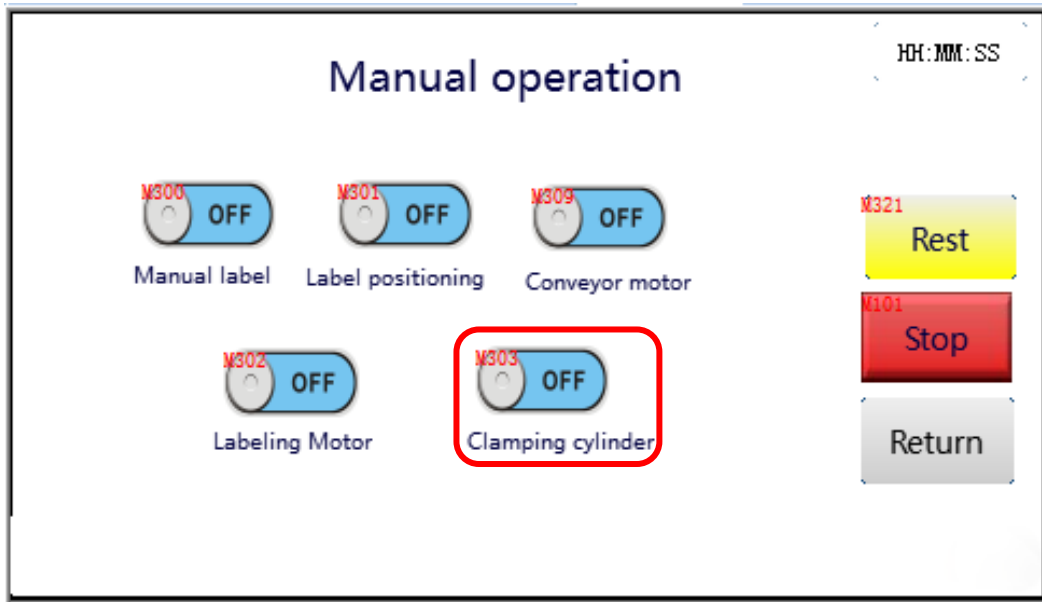 Manual operation
HH:MM:SS
M300 OFF
Manual label
M301 OFF
Label positioning
M309 OFF
Conveyor motor
M302 OFF
Labeling Motor
M303 OFF
Clamping cylinder
M321
Rest
M101
Stop
Return